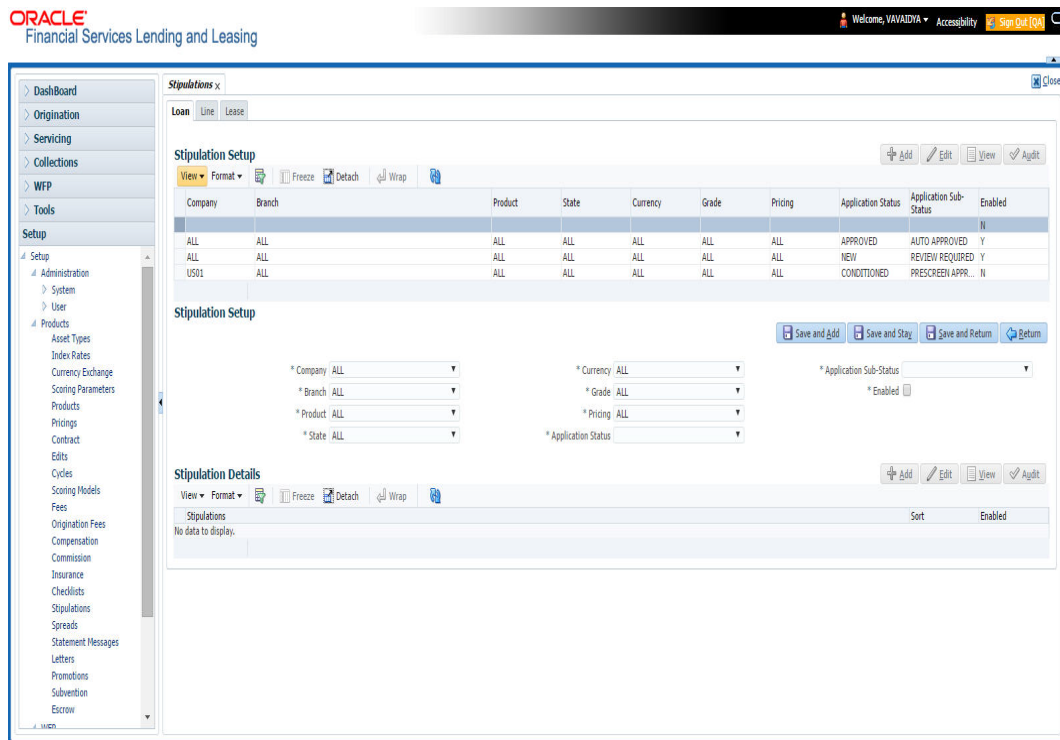 ORACLE
Financial Services Lending and Leasing
Welcome, VAVAIDYA
Accessibility
Sign Out [QA
Close
DashBoard
Origination
Servicing
Collections
WFP
Tools
Setup
Setup
Administration
System
User
Products
Asset Types
Index Rates
Currency Exchange
Scoring Parameters
Products
Pricings
Contract
Edits
Cycles
Scoring Models
Fees
Origination Fees
Compensation
Commission
Insurance
Checklists
Stipulations
Spreads
Statement Messages
Letters
Promotions
Subvention
Escrow
WFP
Stipulations x
Loan Line Lease
Stipulation Setup
Add Edit View Audit
View Format Freeze Detach Wrap
Company Branch Product State Currency Grade Pricing Application Status Application Sub-Status Enabled
N
ALL ALL ALL ALL ALL ALL ALL APPROVED AUTO APPROVED Y
ALL ALL ALL ALL ALL ALL ALL NEW REVIEW REQUIRED Y
US01 ALL ALL ALL ALL ALL ALL CONDITIONED PRESCREEN APPR... N
Stipulation Setup
Save and Add Save and Stay Save and Return Return
* Company ALL * Currency ALL * Application Sub-Status
* Branch ALL * Grade ALL * Enabled
* Product ALL * Pricing ALL
* State ALL * Application Status
Stipulation Details
Add Edit View Audit
View Format Freeze Detach Wrap
Stipulations Sort Enabled
No data to display.